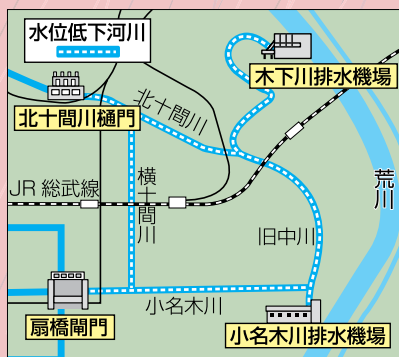 水位低下河川
木下川排水機場
北十間川樋門
北十間川
JR 総武線
横十間川
荒川
旧中川
小名木川
扇橋閘門
小名木川排水機場